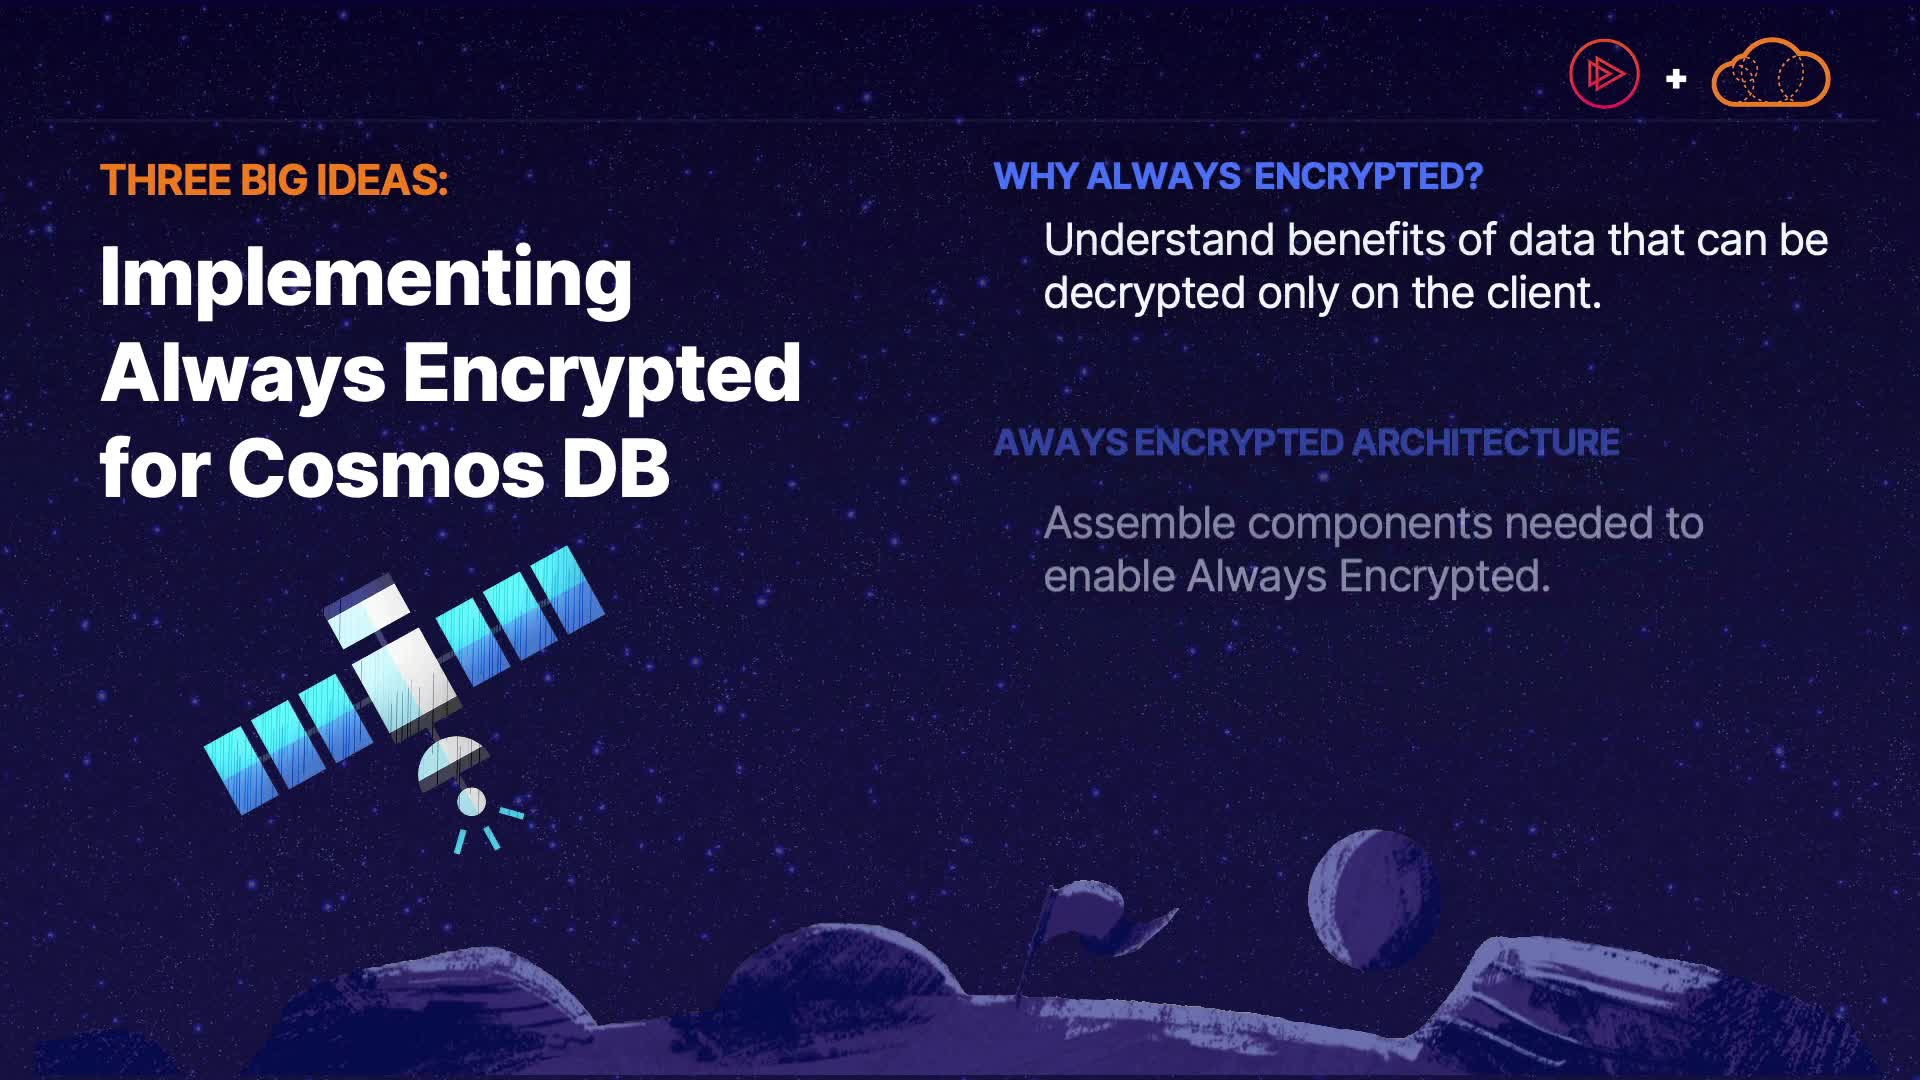 THREE BIG IDEAS:
Implementing
Always Encrypted
for Cosmos DB
WHY ALWAYS ENCRYPTED?
Understand benefits of data that can be
decrypted only on the client.
AWAYS ENCRYPTED ARCHITECTURE
Assemble components needed to
enable Always Encrypted.